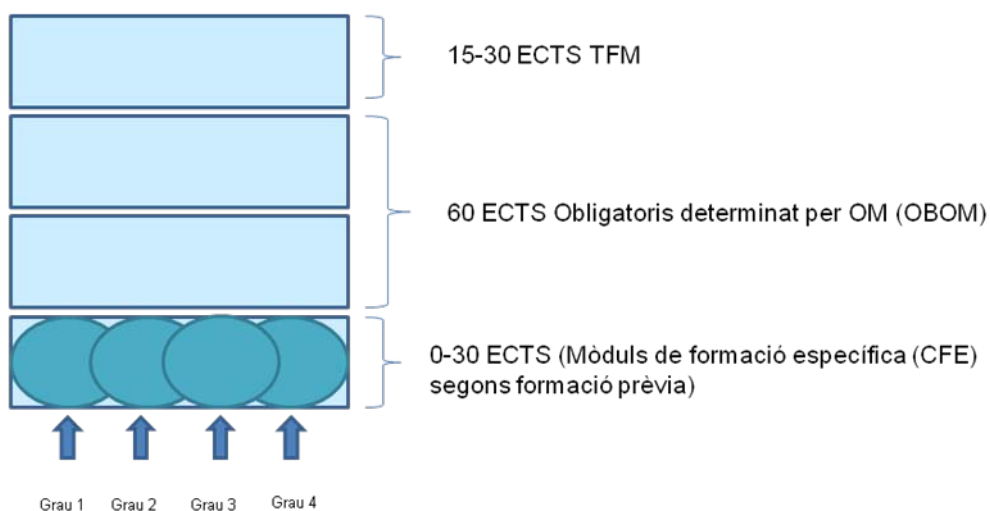 15-30 ECTS TFM
60 ECTS Obligatoris determinat per OM (OBOM)
0-30 ECTS (Mòduls de formació específica (CFE)
segons formació prèvia)
Grau 1 Grau 2 Grau 3 Grau 4